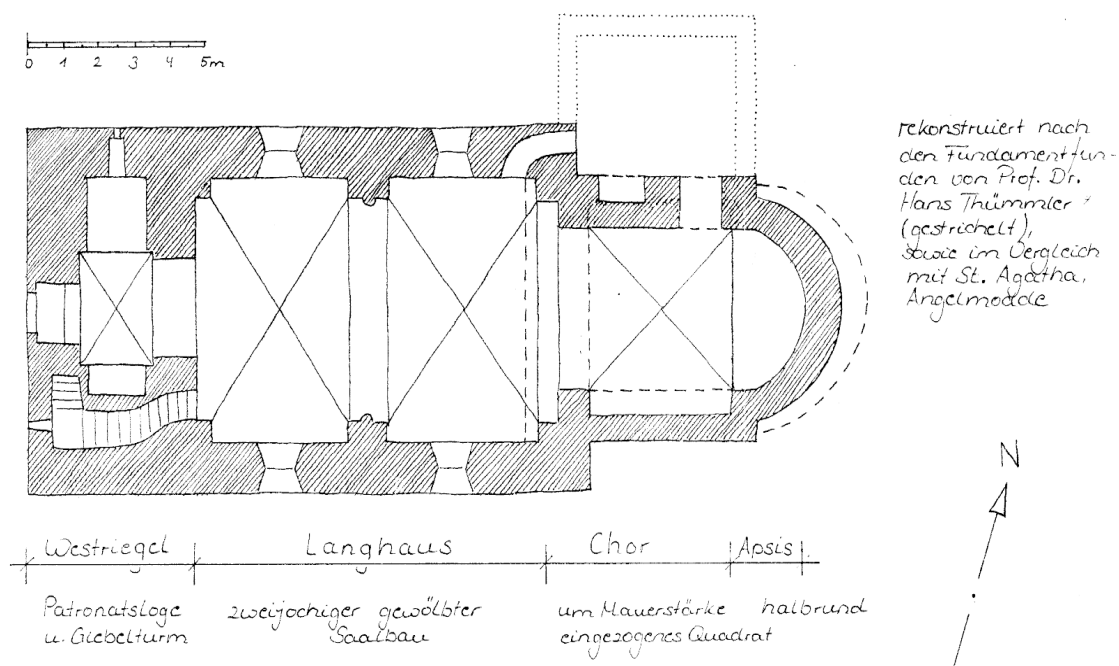 0 1 2 3 4 5m
rekonstruiert nach
den Fundamentfun-
den von Prof. Dr.
Hans Thümmler
(gestrichelt),
sowie im Vergleich
mit St. Agatha,
Angelmodde
N
Westriegel Langhaus Chor Apsis
Patronatsloge
u. Giebelturm
zweijochiger gewölbter
Saalbau
um Mauerstärke
eingezogenes Quadrat
halbrund